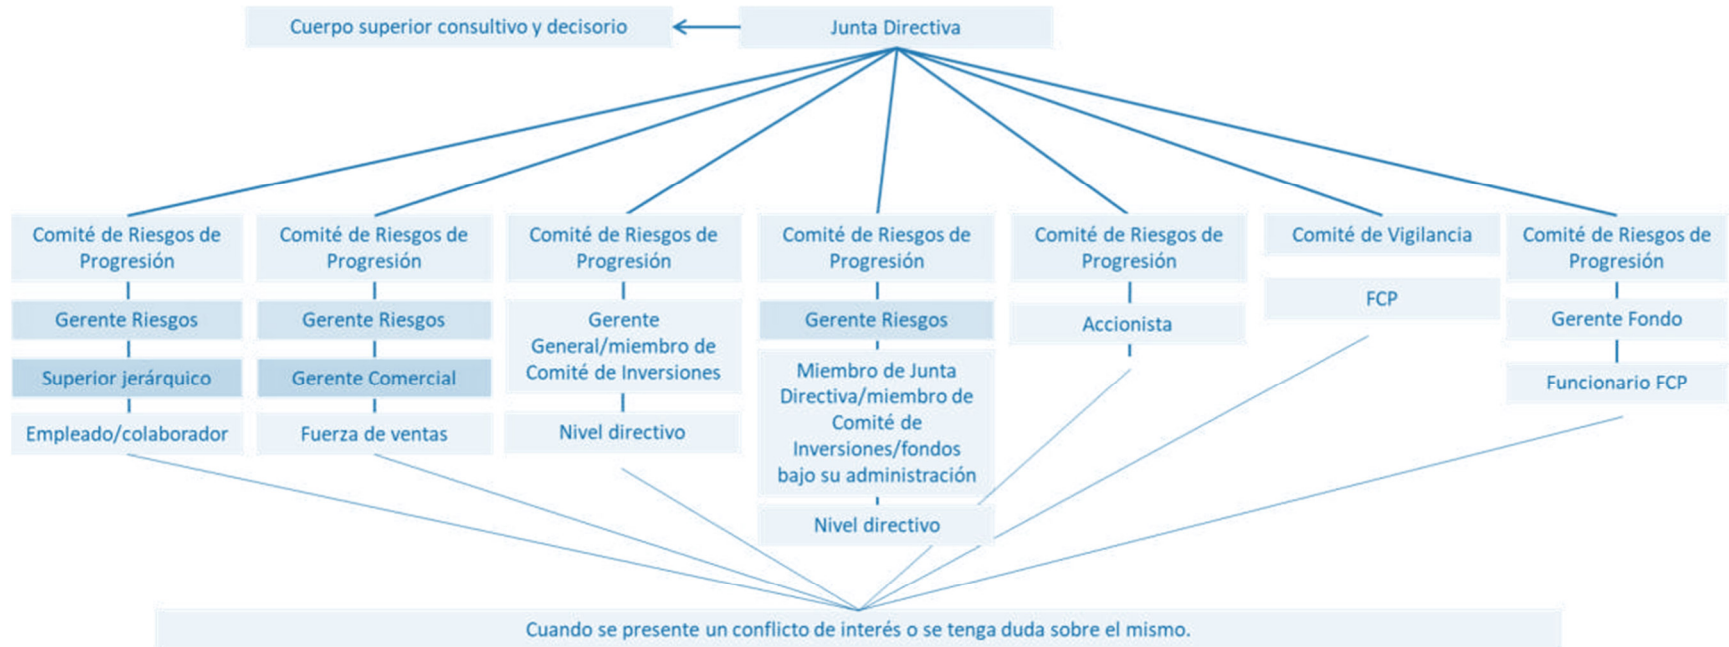 Cuerpo superior consultivo y decisorio
Junta Directiva
Comité de Riesgos de
Progresión
Gerente Riesgos
Superior jerárquico
Empleado/colaborador
Comité de Riesgos de
Progresión
Gerente Riesgos
Gerente Comercial
Fuerza de ventas
Comité de Riesgos de
Progresión
Gerente
General/miembro de
Comité de Inversiones
Nivel directivo
Comité de Riesgos de
Progresión
Gerente Riesgos
Miembro de Junta
Directiva/miembro de
Comité de
Inversiones/fondos
bajo su administración
Nivel directivo
Comité de Riesgos de
Progresión
Accionista
Comité de Vigilancia
FCP
Comité de Riesgos de
Progresión
Gerente Fondo
Funcionario FCP
Cuando se presente un conflicto de interés o se tenga duda sobre el mismo.